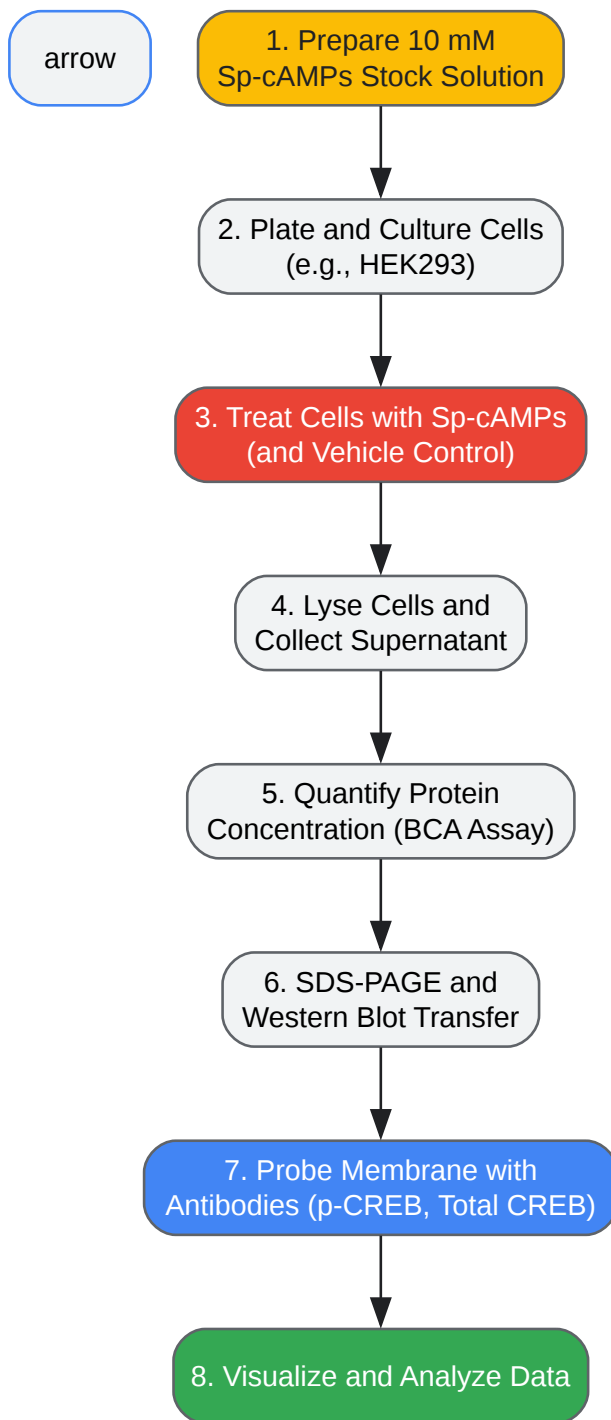 arrow
1. Prepare 10 mM
Sp-cAMPs Stock Solution
2. Plate and Culture Cells
(e.g., HEK293)
3. Treat Cells with Sp-cAMPs
(and Vehicle Control)
4. Lyse Cells and
Collect Supernatant
5. Quantify Protein
Concentration (BCA Assay)
6. SDS-PAGE and
Western Blot Transfer
7. Probe Membrane with
Antibodies (p-CREB, Total CREB)
8. Visualize and Analyze Data